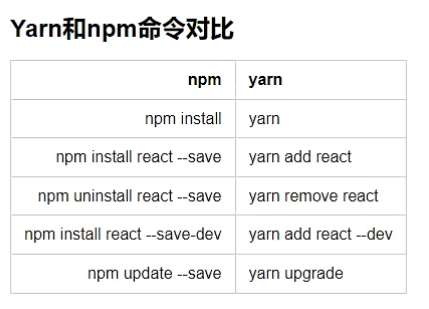 Yarn和npm命令对比
npm yarn
npm install yarn
npm install react --save yarn add react
npm uninstall react --save yarn remove react
npm install react --save-dev yarn add react --dev
npm update --save yarn upgrade